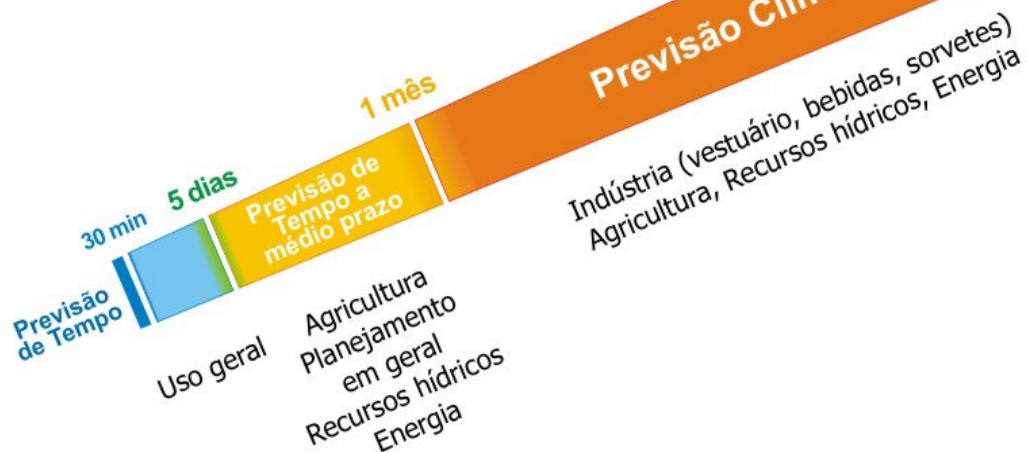 30 min
5 dias
1 mês
Previsão
de Tempo
Previsão de
Tempo a
médio prazo
Previsão
Uso geral
Agricultura
Planejamento
em geral
Recursos hídricos
Energia
Indústria (vestuário, bebidas, sorvetes)
Agricultura, Recursos hídricos, Energia